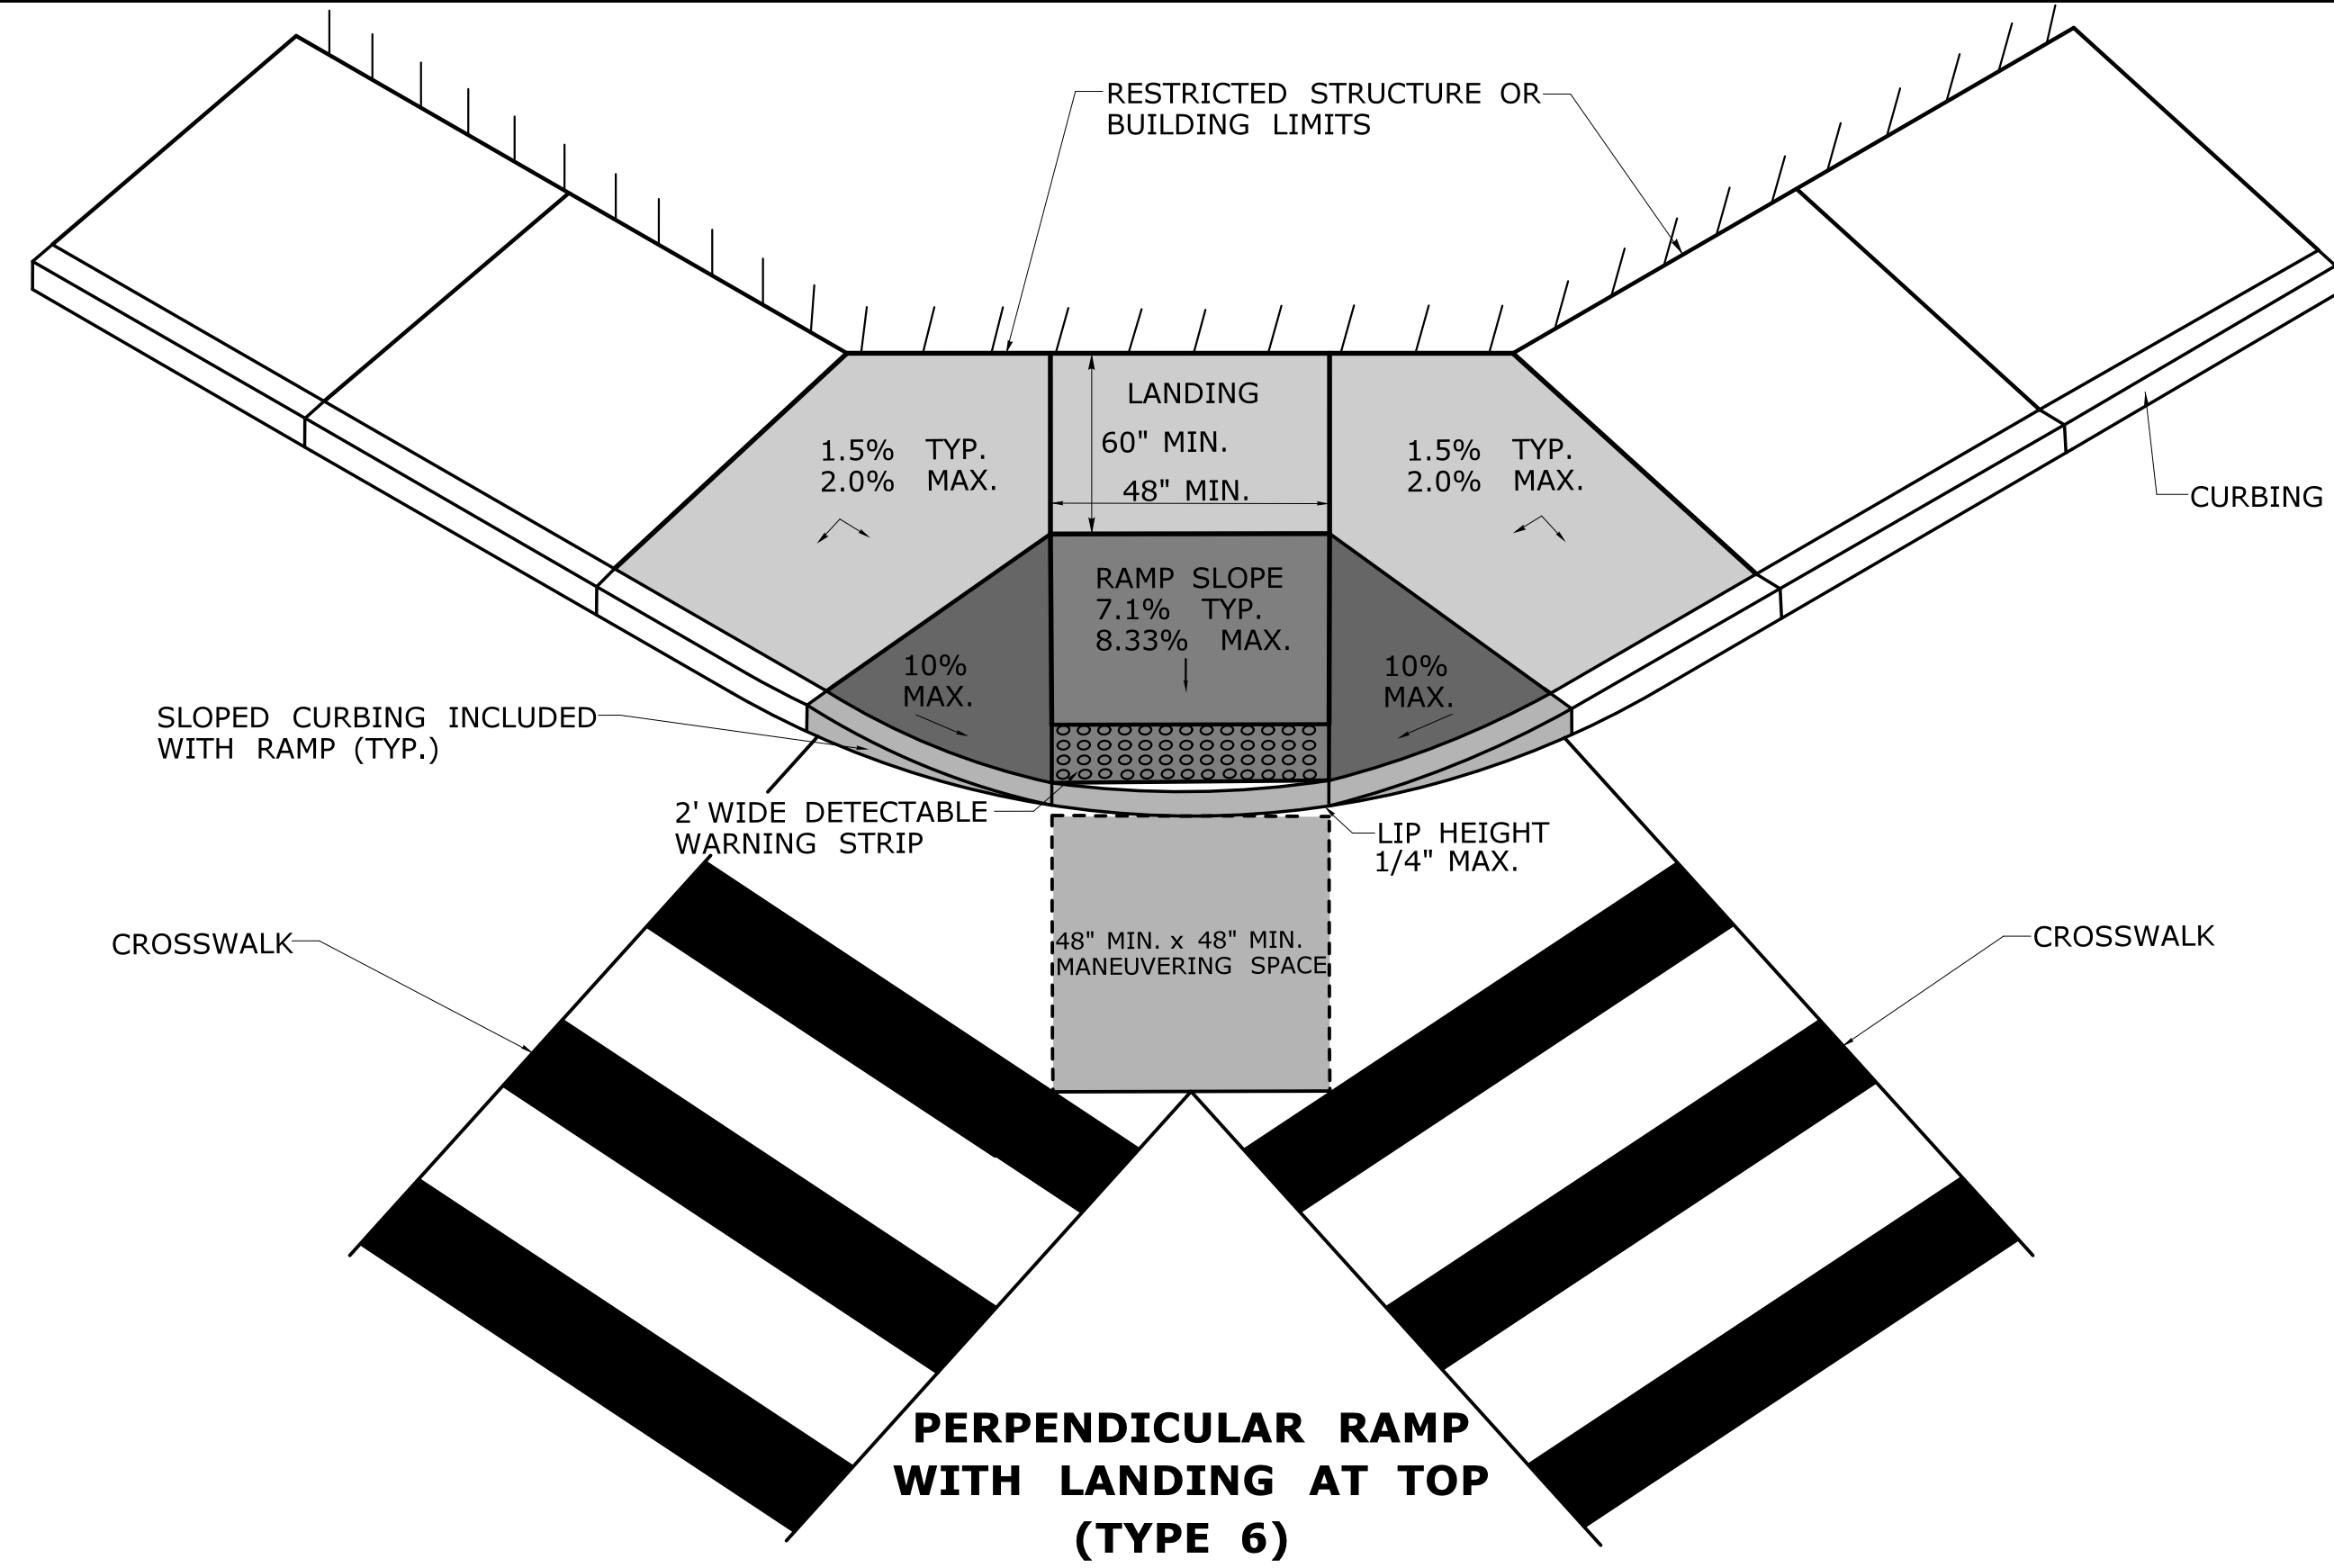 RESTRICTED STRUCTURE OR
BUILDING LIMITS
LANDING
60" MIN.
48" MIN.
1.5% TYP.
2.0% MAX.
1.5% TYP.
2.0% MAX.
CURBING
RAMP SLOPE
7.1% TYP.
8.33% MAX.
10%
MAX.
10%
MAX.
SLOPED CURBING INCLUDED
WITH RAMP (TYP.)
2' WIDE DETECTABLE
WARNING STRIP
LIP HEIGHT
1/4" MAX.
CROSSWALK
48" MIN. x 48" MIN.
MANEUVERING SPACE
CROSSWALK
PERPENDICULAR RAMP
WITH LANDING AT TOP
(TYPE 6)